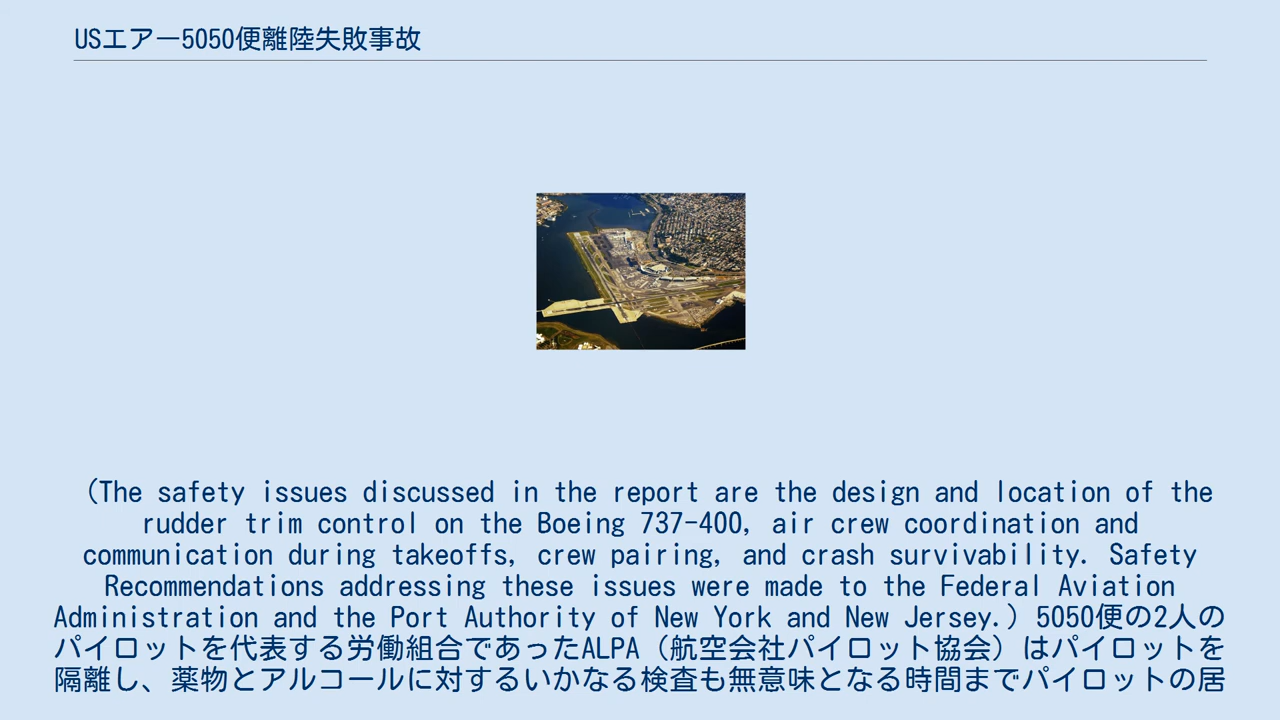 USエアー5050便離陸失敗事故
（The safety issues discussed in the report are the design and location of the
rudder trim control on the Boeing 737-400, air crew coordination and
communication during takeoffs, crew pairing, and crash survivability. Safety
Recommendations addressing these issues were made to the Federal Aviation
Administration and the Port Authority of New York and New Jersey.）5050便の2人の
パイロットを代表する労働組合であったALPA（航空会社パイロット協会）はパイロットを
隔離し、薬物とアルコールに対するいかなる検査も無意味となる時間までパイロットの居